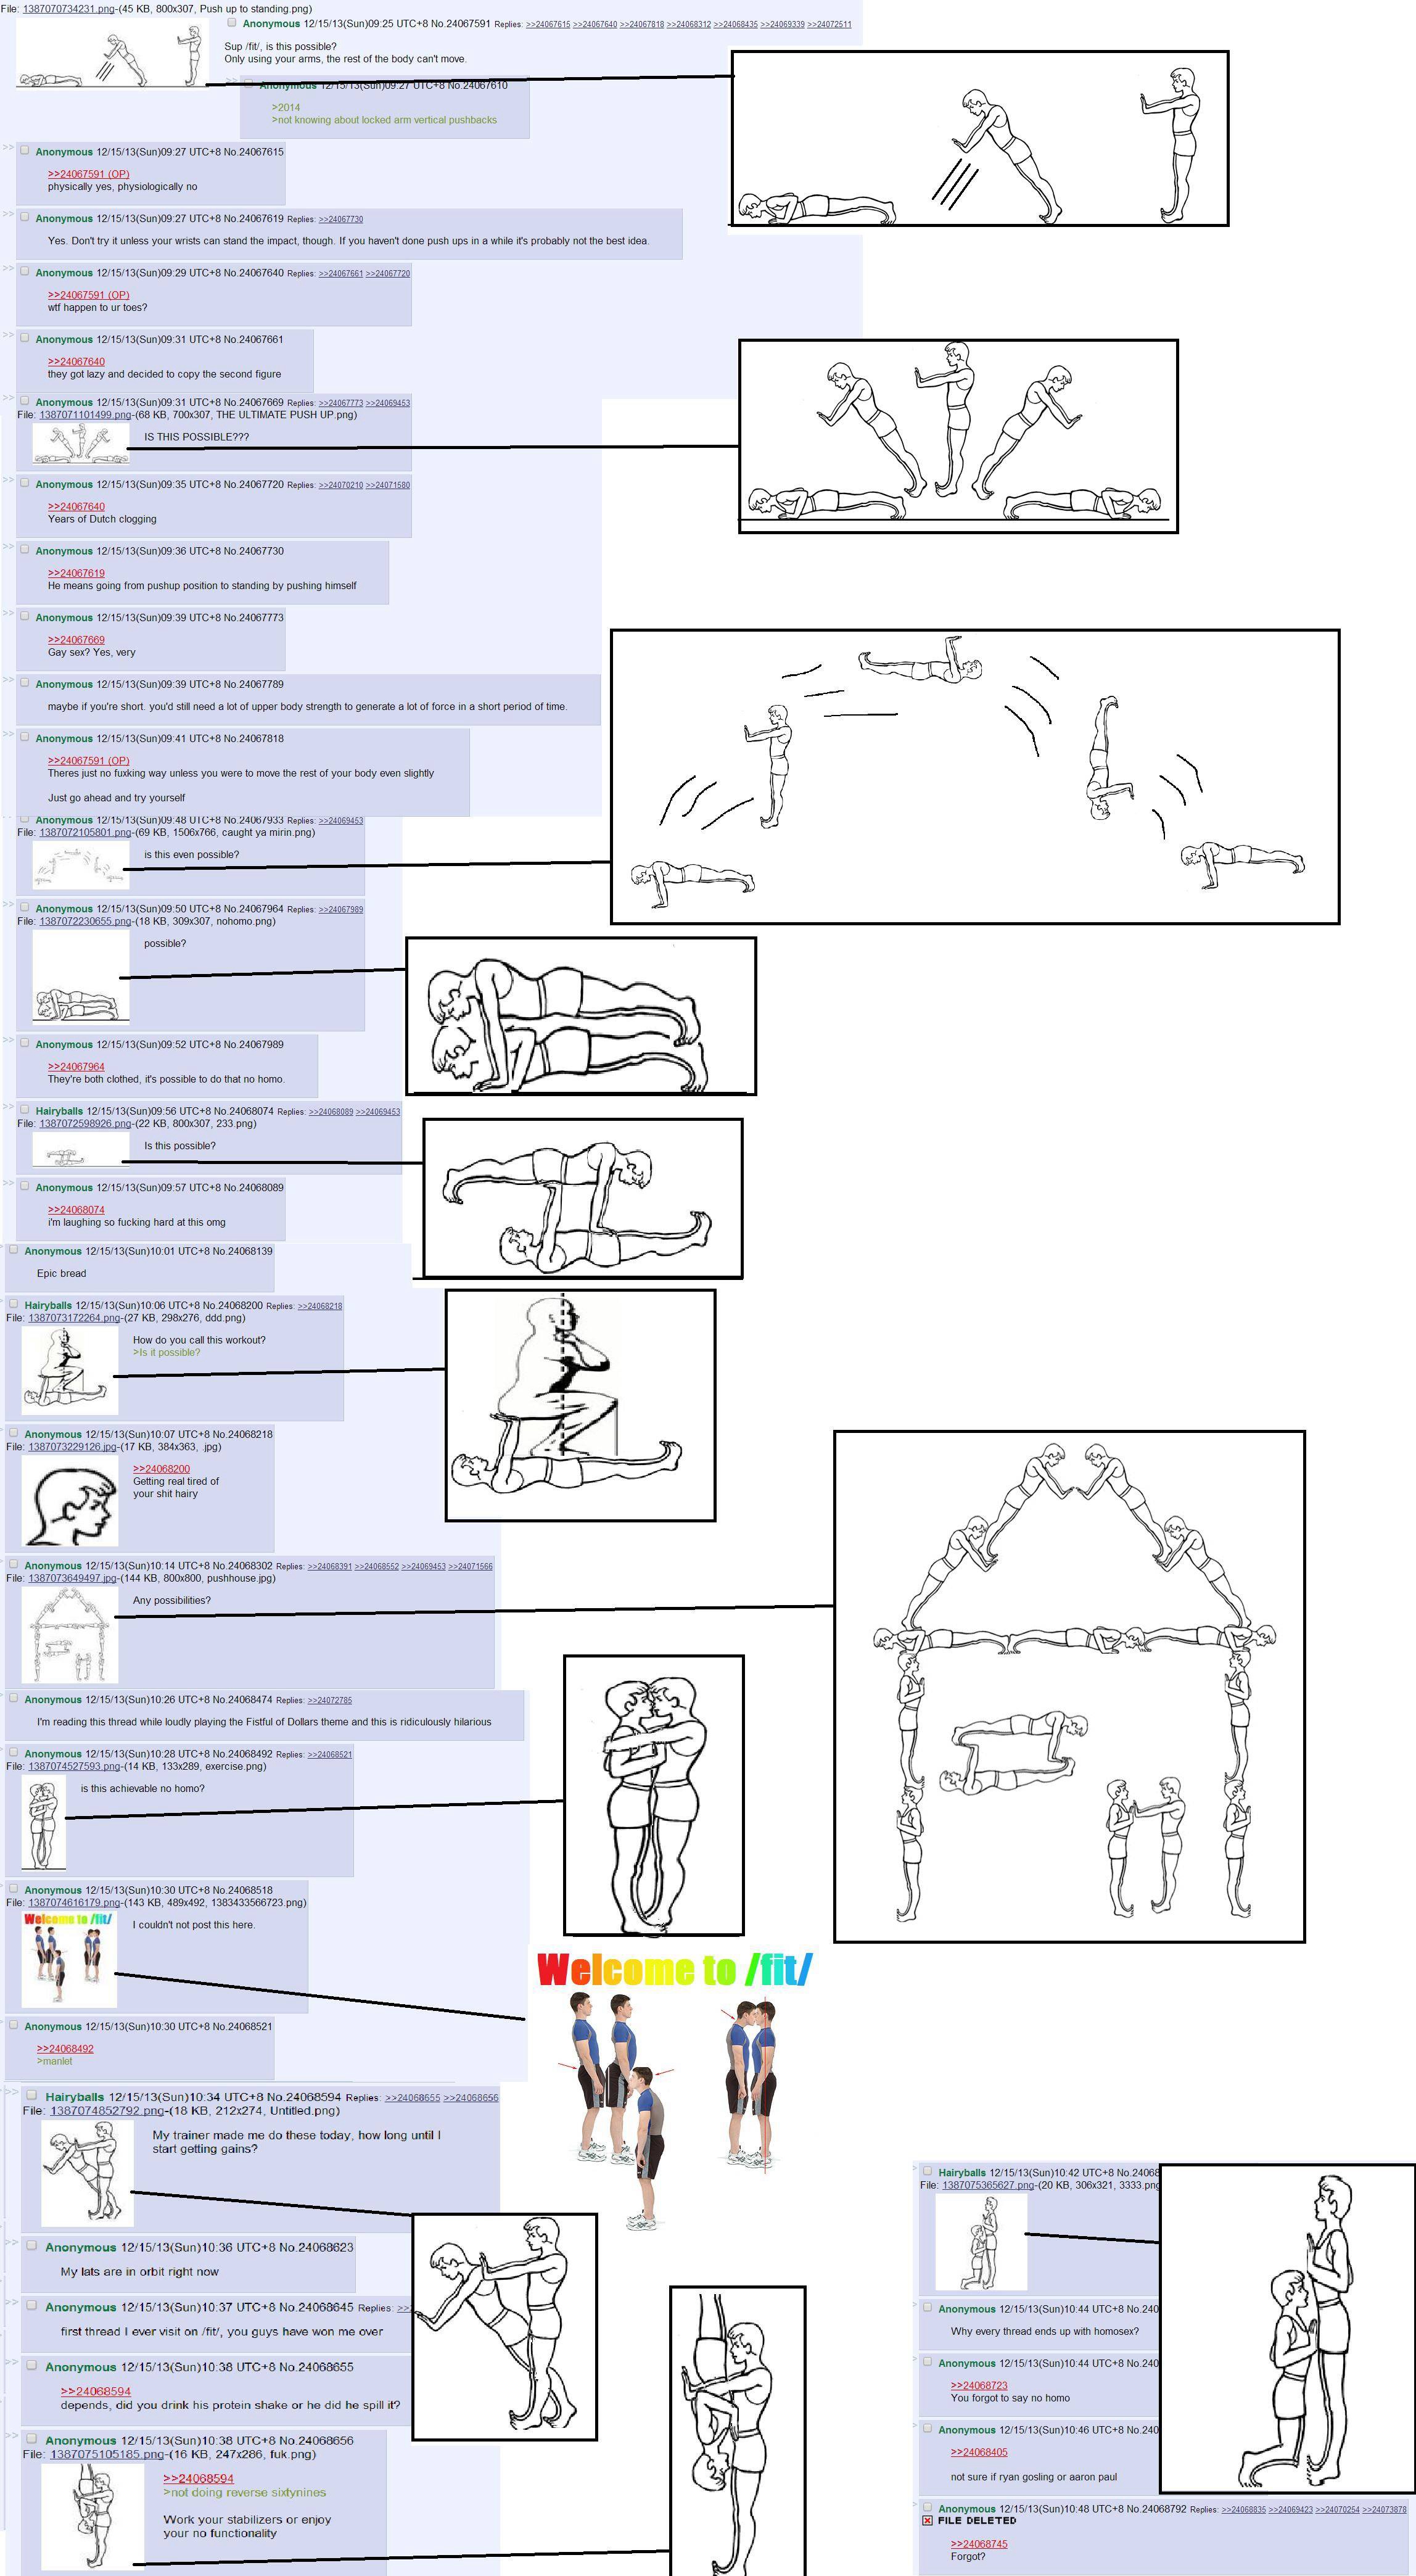 File: 1387070734231.png-(45 KB, 800x307, Push up to standing.png)
Anonymous 12/15/13(Sun)09:25 UTC+8 No.24067591 Replies: >>24067615 >>24067640 >>24067818 >>24068312 >>24068435 >>24069339 >>24072511
Sup /fit/, is this possible?
Only using your arms, the rest of the body can't move.
>> Anonymous 12/15/13(Sun)09:27 UTC+8 No.24067610
>2014
>not knowing about locked arm vertical pushbacks
>> Anonymous 12/15/13(Sun)09:27 UTC+8 No.24067615
>>24067591 (OP)
physically yes, physiologically no
>> Anonymous 12/15/13(Sun)09:27 UTC+8 No.24067619 Replies: >>24067730
Yes. Don't try it unless your wrists can stand the impact, though. If you haven't done push ups in a while it's probably not the best idea.
>> Anonymous 12/15/13(Sun)09:29 UTC+8 No.24067640 Replies: >>24067661 >>24067720
>>24067591 (OP)
wtf happen to ur toes?
>> Anonymous 12/15/13(Sun)09:31 UTC+8 No.24067661
>>24067640
they got lazy and decided to copy the second figure
>> Anonymous 12/15/13(Sun)09:31 UTC+8 No.24067669 Replies: >>24067773 >>24069453
File: 1387071101499.png-(68 KB, 700x307, THE ULTIMATE PUSH UP.png)
IS THIS POSSIBLE???
>> Anonymous 12/15/13(Sun)09:35 UTC+8 No.24067720 Replies: >>24070210 >>24071580
>>24067640
Years of Dutch clogging
>> Anonymous 12/15/13(Sun)09:36 UTC+8 No.24067730
>>24067619
He means going from pushup position to standing by pushing himself
>> Anonymous 12/15/13(Sun)09:39 UTC+8 No.24067773
>>24067669
Gay sex? Yes, very
>> Anonymous 12/15/13(Sun)09:39 UTC+8 No.24067789
maybe if you're short. you'd still need a lot of upper body strength to generate a lot of force in a short period of time.
>> Anonymous 12/15/13(Sun)09:41 UTC+8 No.24067818
>>24067591 (OP)
Theres just no fuxking way unless you were to move the rest of your body even slightly
Just go ahead and try yourself
Anonymous 12/15/13(Sun)09:48 UTC+8 No.24067933 Replies: >>24069453
File: 1387072105801.png-(69 KB, 1506x766, caught ya mirin.png)
is this even possible?
>> Anonymous 12/15/13(Sun)09:50 UTC+8 No.24067964 Replies: >>24067989
File: 1387072230655.png-(18 KB, 309x307, nohomo.png)
possible?
>> Anonymous 12/15/13(Sun)09:52 UTC+8 No.24067989
>>24067964
They're both clothed, it's possible to do that no homo.
>> Hairyballs 12/15/13(Sun)09:56 UTC+8 No.24068074 Replies: >>24068089 >>24069453
File: 1387072598926.png-(22 KB, 800x307, 233.png)
Is this possible?
>> Anonymous 12/15/13(Sun)09:57 UTC+8 No.24068089
>>24068074
i'm laughing so fucking hard at this omg
Anonymous 12/15/13(Sun)10:01 UTC+8 No.24068139
Epic bread
Hairyballs 12/15/13(Sun)10:06 UTC+8 No.24068200 Replies: >>24068218
File: 1387073172264.png-(27 KB, 298x276, ddd.png)
How do you call this workout?
>Is it possible?
Anonymous 12/15/13(Sun)10:07 UTC+8 No.24068218
File: 1387073229126.jpg-(17 KB, 384x363, .jpg)
>>24068200
Getting real tired of
your shit hairy
Anonymous 12/15/13(Sun)10:14 UTC+8 No.24068302 Replies: >>24068391 >>24068552 >>24069453 >>24071566
File: 1387073649497.jpg-(144 KB, 800x800, pushhouse.jpg)
Any possibilities?
Anonymous 12/15/13(Sun)10:26 UTC+8 No.24068474 Replies: >>24072785
I'm reading this thread while loudly playing the Fistful of Dollars theme and this is ridiculously hilarious
Anonymous 12/15/13(Sun)10:28 UTC+8 No.24068492 Replies: >>24068521
File: 1387074527593.png-(14 KB, 133x289, exercise.png)
is this achievable no homo?
Anonymous 12/15/13(Sun)10:30 UTC+8 No.24068518
File: 1387074616179.png-(143 KB, 489x492, 1383433566723.png)
Welcome to /fit/
I couldn't not post this here.
Welcome to /fit/
Anonymous 12/15/13(Sun)10:30 UTC+8 No.24068521
>>24068492
>manlet
>> Hairyballs 12/15/13(Sun)10:34 UTC+8 No.24068594 Replies: >>24068655 >>24068656
File: 1387074852792.png-(18 KB, 212x274, Untitled.png)
My trainer made me do these today, how long until I
start getting gains?
>> Anonymous 12/15/13(Sun)10:36 UTC+8 No.24068623
My lats are in orbit right now
>> Anonymous 12/15/13(Sun)10:37 UTC+8 No.24068645 Replies: >>
first thread I ever visit on /fit/, you guys have won me over
>> Anonymous 12/15/13(Sun)10:38 UTC+8 No.24068655
>>24068594
depends, did you drink his protein shake or he did he spill it?
>> Anonymous 12/15/13(Sun)10:38 UTC+8 No.24068656
File: 1387075105185.png-(16 KB, 247x286, fuk.png)
>>24068594
>not doing reverse sixtynines
Work your stabilizers or enjoy
your no functionality
> Hairyballs 12/15/13(Sun)10:42 UTC+8 No.24068
File: 1387075365627.png-(20 KB, 306x321, 3333.png
> Anonymous 12/15/13(Sun)10:44 UTC+8 No.240
Why every thread ends up with homosex?
> Anonymous 12/15/13(Sun)10:44 UTC+8 No.240
>>24068723
You forgot to say no homo
> Anonymous 12/15/13(Sun)10:46 UTC+8 No.240
>>24068405
not sure if ryan gosling or aaron paul
> Anonymous 12/15/13(Sun)10:48 UTC+8 No.24068792 Replies: >>24068835 >>24069423 >>24070254 >>24073878
FILE DELETED
>>24068745
Forgot?